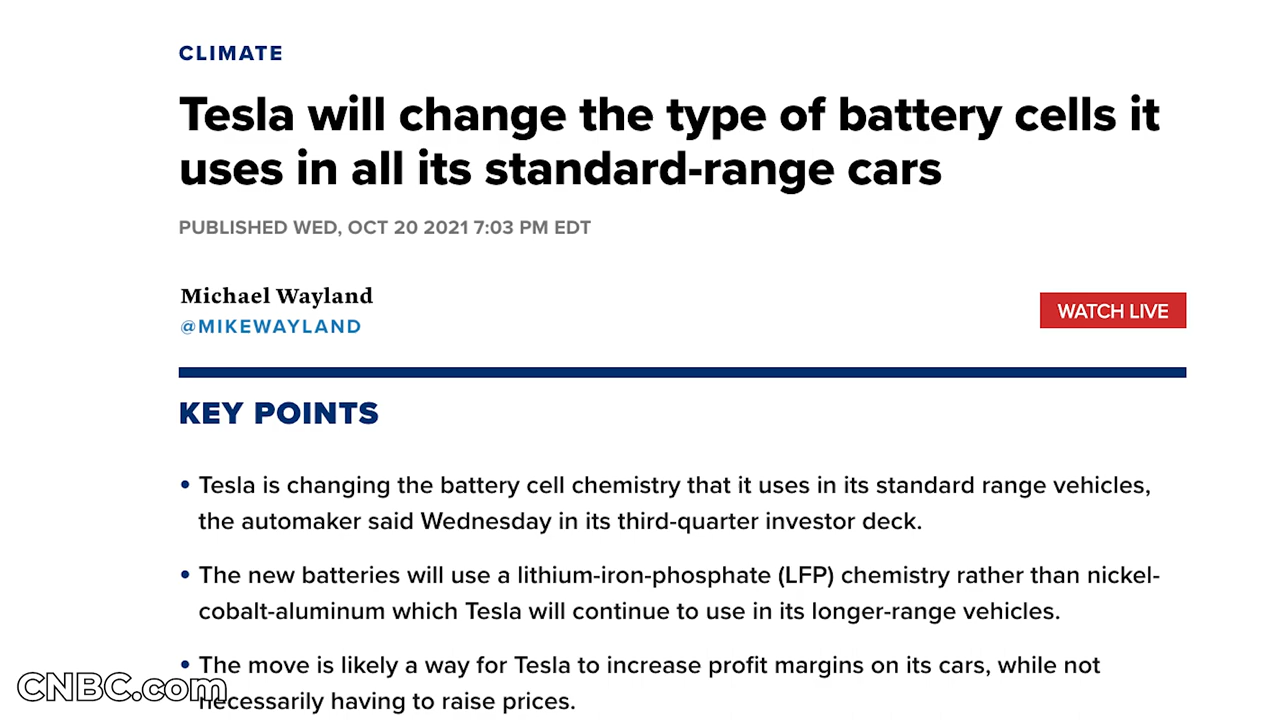 CLIMATE
Tesla will change the type of battery cells it
uses in all its standard-range cars
PUBLISHED WED, OCT 20 2021 7:03 PM EDT
Michael Wayland
@MIKEWAYLAND
WATCH LIVE
KEY POINTS
• Tesla is changing the battery cell chemistry that it uses in its standard range vehicles,
the automaker said Wednesday in its third-quarter investor deck.
• The new batteries will use a lithium-iron-phosphate (LFP) chemistry rather than nickel-
cobalt-aluminum which Tesla will continue to use in its longer-range vehicles.
• The move is likely a way for Tesla to increase profit margins on its cars, while not
necessarily having to raise prices.
CNBC.com